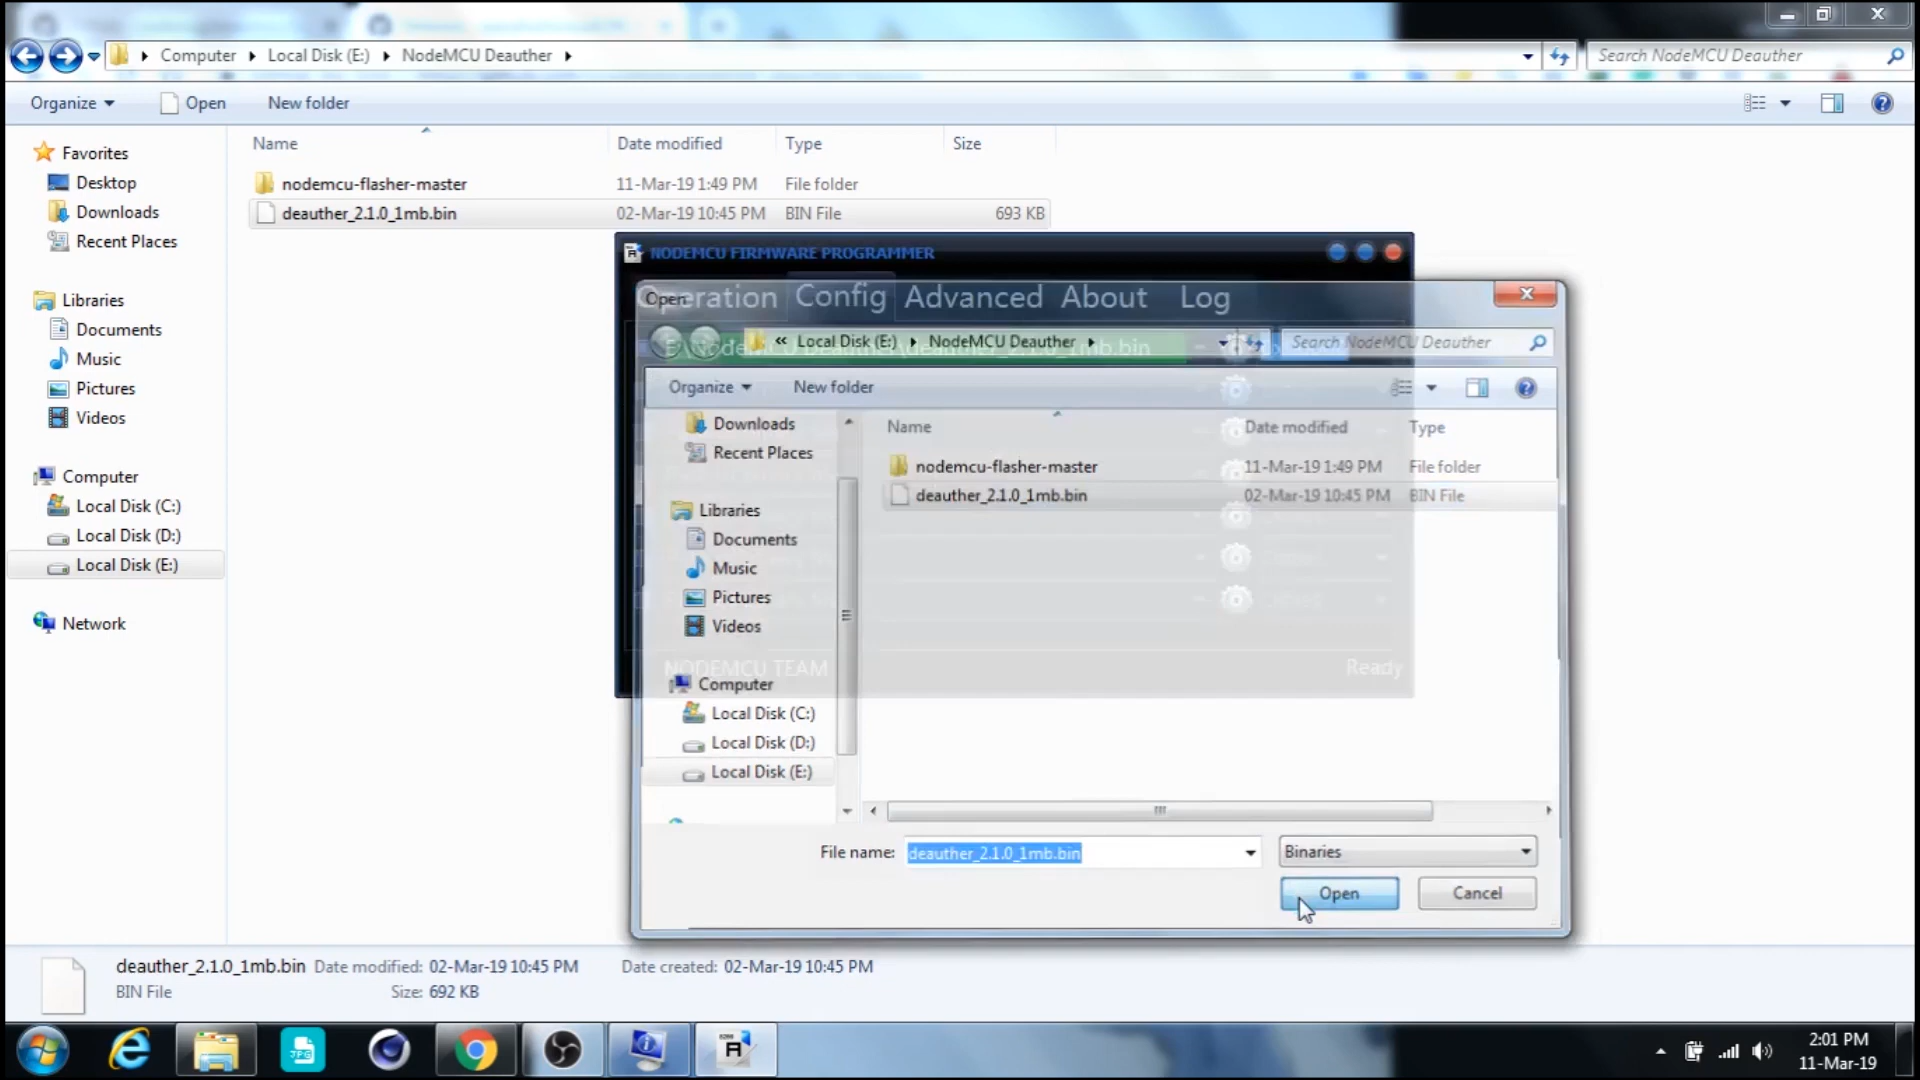 Computer Local Disk (E:) NodeMCU Deauther
Search NodeMCU Deauther
Organize Open New folder
Name Date modified Type Size
nodemcu-flasher-master 11-Mar-19 1:49 PM File folder
deauther_2.1.0_1mb.bin 02-Mar-19 10:45 PM BIN File 693 KB
Favorites
Desktop
Downloads
Recent Places
Libraries
Documents
Music
Pictures
Videos
Computer
Local Disk (C:)
Local Disk (D:)
Local Disk (E:)
Network
NODEMCU FIRMWARE PROGRAMMER
Operation Config Advanced About Log
Open
« Local Disk (E:) NodeMCU Deauther
E:\NodeMCU Deauther\deauther_2.1.0_1mb.bin
Search NodeMCU Deauther
Organize New folder
Name Date modified Type
Downloads
Recent Places
nodemcu-flasher-master 11-Mar-19 1:49 PM File folder
deauther_2.1.0_1mb.bin 02-Mar-19 10:45 PM BIN File
Libraries
Documents
Music
Pictures
Videos
NODEMCU TEAM Ready
Computer
Local Disk (C:)
Local Disk (D:)
Local Disk (E:)
File name: deauther_2.1.0_1mb.bin Binaries
Open Cancel
deauther_2.1.0_1mb.bin Date modified: 02-Mar-19 10:45 PM Date created: 02-Mar-19 10:45 PM
BIN File Size: 692 KB
JPG
2:01 PM
11-Mar-19